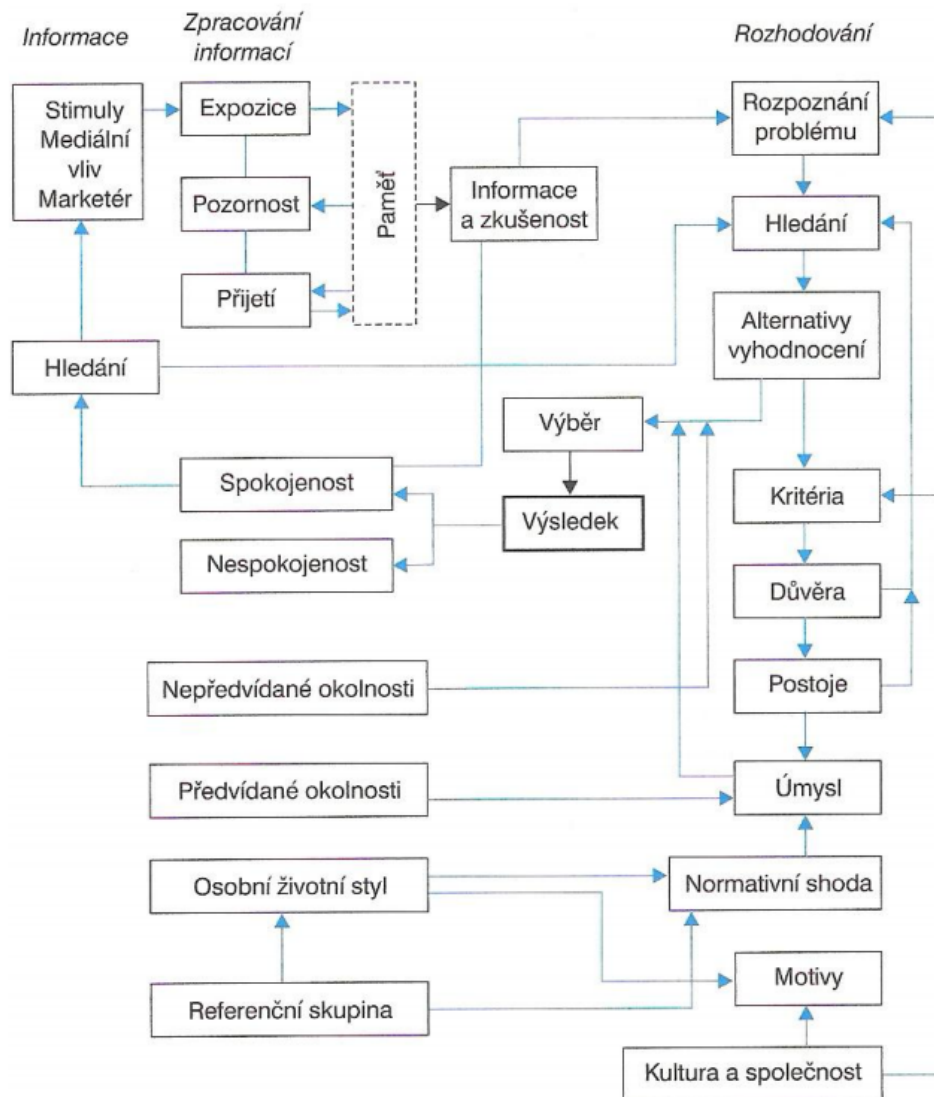 Informace
Zpracování
informací
Rozhodování
Stimuly
Mediální
vliv
Marketér
Expozice
Pozornost
Přijetí
Paměť
Informace
a zkušenost
Rozpoznání
problému
Hledání
Alternativy
vyhodnocení
Hledání
Výběr
Spokojenost
Výsledek
Nespokojenost
Kritéria
Důvěra
Postoje
Nepředvídané okolnosti
Předvídané okolnosti
Úmysl
Osobní životní styl
Normativní shoda
Referenční skupina
Motivy
Kultura a společnost